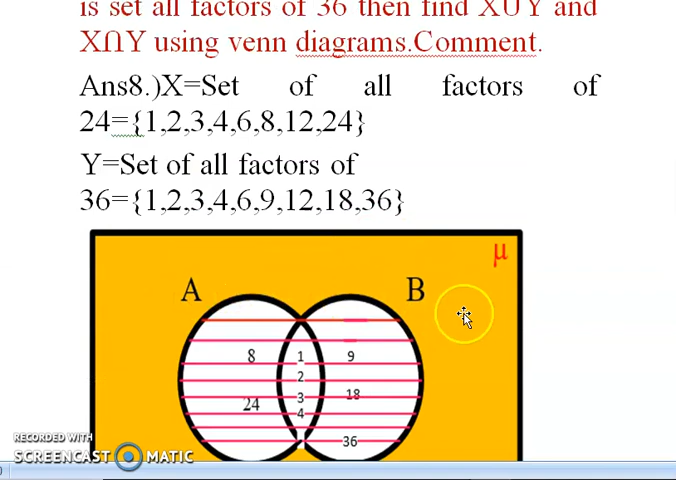 is set all factors of 36 then find XUY and
X∩Y using venn diagrams.Comment.
Ans8.)X=Set of all factors of
24={1,2,3,4,6,8,12,24}
Y=Set of all factors of
36={1,2,3,4,6,9,12,18,36}
μ
A B
8 1 9
2
3 18
24 4
36
RECORDED WITH
SCREENCAST MATIC